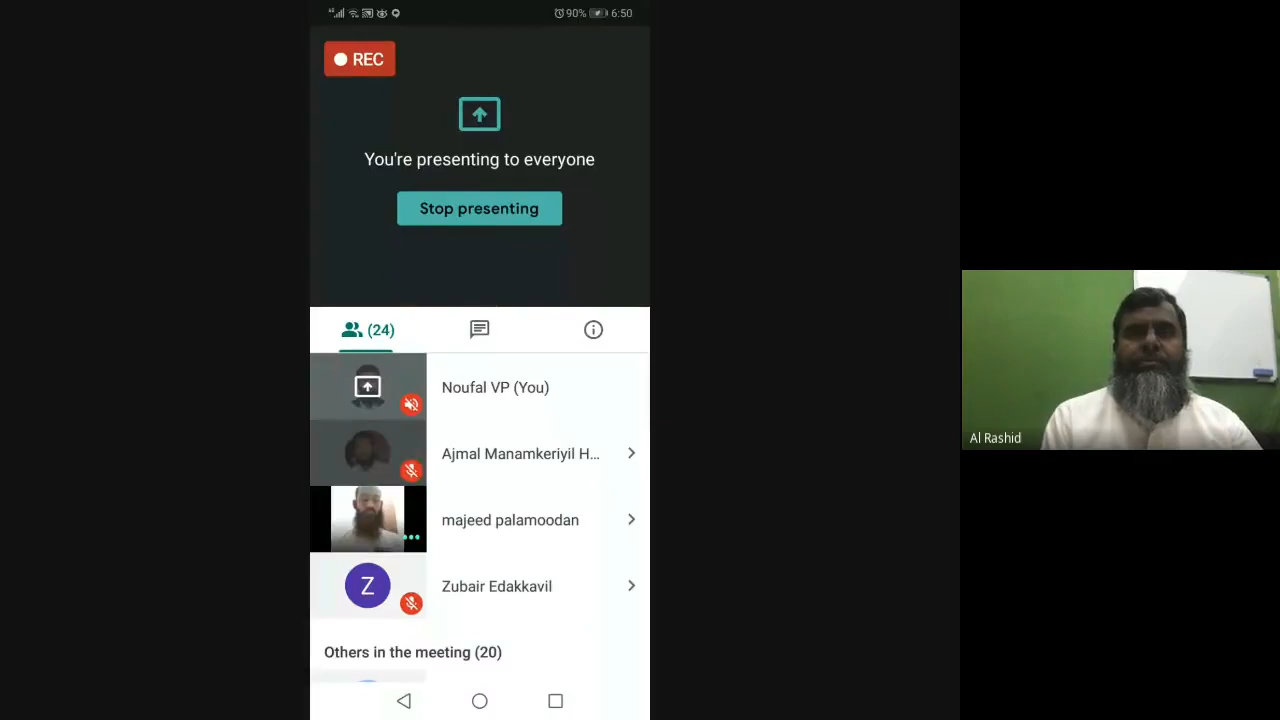 4G 90% 6:50
REC
You're presenting to everyone
Stop presenting
(24)
Noufal VP (You)
Ajmal Manamkeriyil H...
majeed palamoodan
Z
Zubair Edakkavil
Others in the meeting (20)
Al Rashid